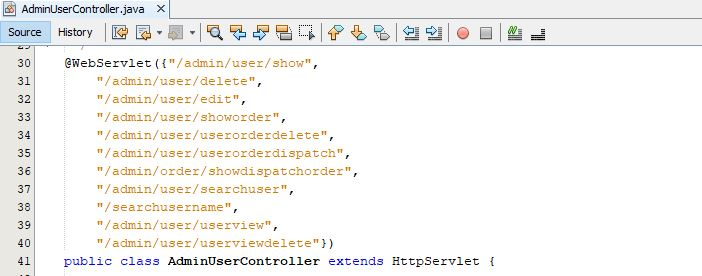 AdminUserController.java
Source History
30 @WebServlet({"/admin/user/show",
31 "/admin/user/delete",
32 "/admin/user/edit",
33 "/admin/user/showorder",
34 "/admin/user/userorderdelete",
35 "/admin/user/userorderdispatch",
36 "/admin/order/showdispatchorder",
37 "/admin/user/searchuser",
38 "/searchusername",
39 "/admin/user/userview",
40 "/admin/user/userviewdelete"})
41 public class AdminUserController extends HttpServlet {